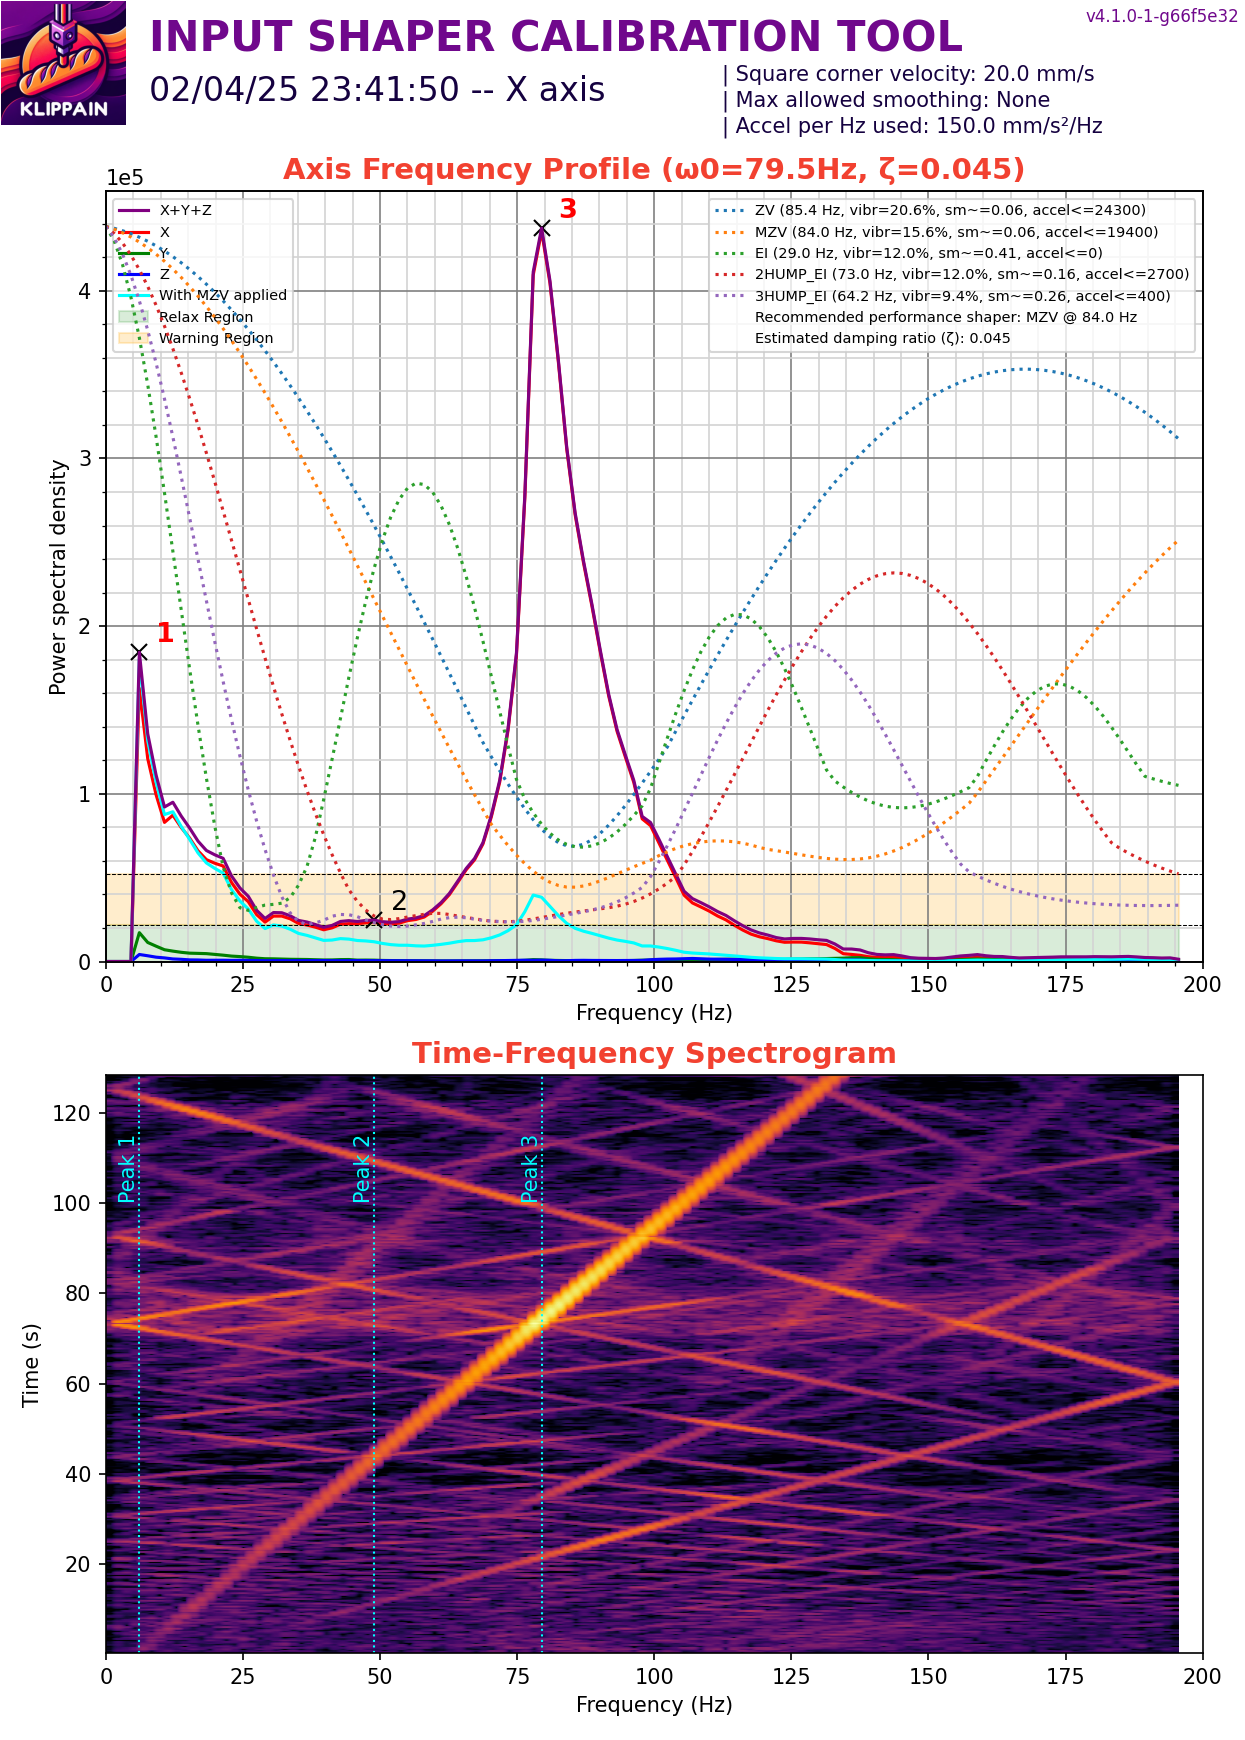 v4.1.0-1-g66f5e32
INPUT SHAPER CALIBRATION TOOL
02/04/25 23:41:50 -- X axis
| Square corner velocity: 20.0 mm/s
| Max allowed smoothing: None
| Accel per Hz used: 150.0 mm/s²/Hz
KLIPPAIN
Axis Frequency Profile (ω0=79.5Hz, ζ=0.045)
1e5
X+Y+Z
X
Y
Z
With MZV applied
Relax Region
Warning Region
ZV (85.4 Hz, vibr=20.6%, sm~=0.06, accel<=24300)
MZV (84.0 Hz, vibr=15.6%, sm~=0.06, accel<=19400)
EI (29.0 Hz, vibr=12.0%, sm~=0.41, accel<=0)
2HUMP_EI (73.0 Hz, vibr=12.0%, sm~=0.16, accel<=2700)
3HUMP_EI (64.2 Hz, vibr=9.4%, sm~=0.26, accel<=400)
Recommended performance shaper: MZV @ 84.0 Hz
Estimated damping ratio (ζ): 0.045
3
1
2
Power spectral density
4
3
2
1
0
0 25 50 75 100 125 150 175 200
Frequency (Hz)
Time-Frequency Spectrogram
Peak 1
Peak 2
Peak 3
Time (s)
120
100
80
60
40
20
0 25 50 75 100 125 150 175 200
Frequency (Hz)